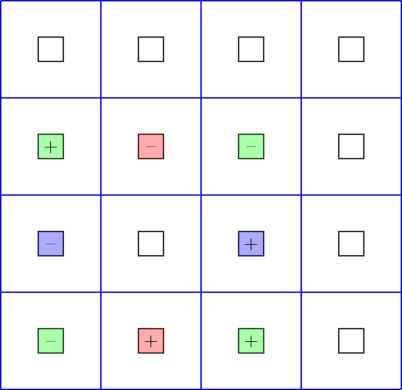 + − −
− +
− + +